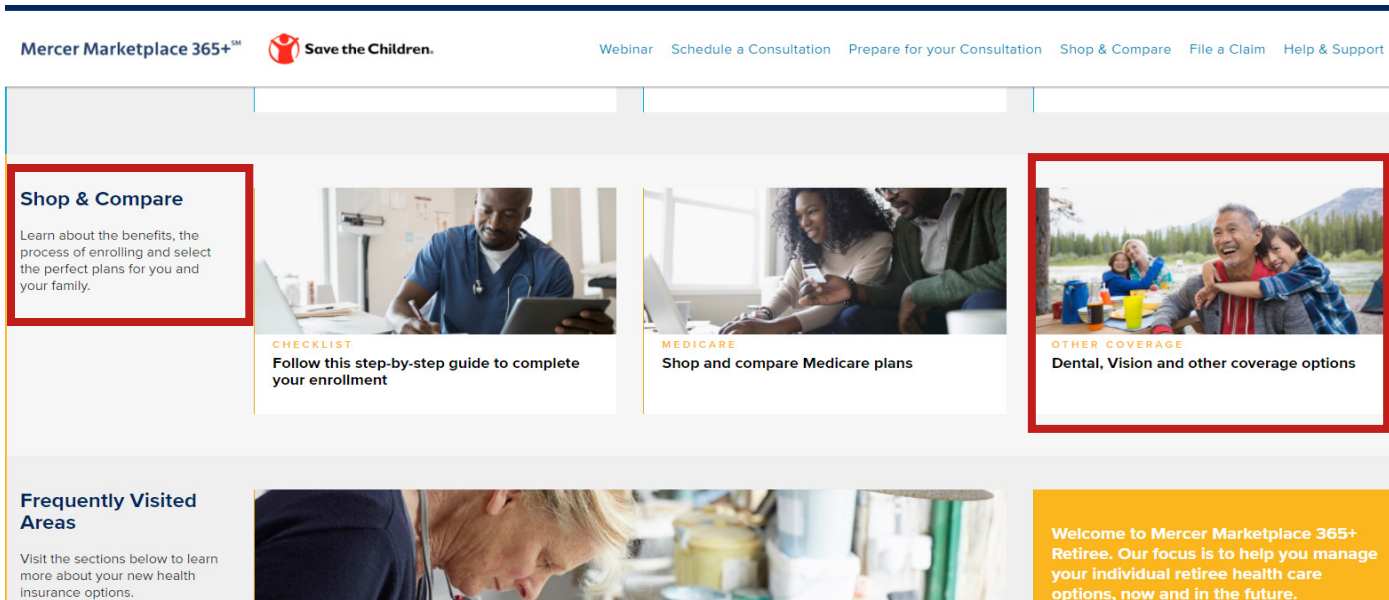 Mercer Marketplace 365+℠
Save the Children.
Webinar Schedule a Consultation Prepare for your Consultation Shop & Compare File a Claim Help & Support
Shop & Compare
Learn about the benefits, the
process of enrolling and select
the perfect plans for you and
your family.
CHECKLIST
Follow this step-by-step guide to complete
your enrollment
MEDICARE
Shop and compare Medicare plans
OTHER COVERAGE
Dental, Vision and other coverage options
Frequently Visited
Areas
Visit the sections below to learn
more about your new health
insurance options.
Welcome to Mercer Marketplace 365+
Retiree. Our focus is to help you manage
your individual retiree health care
options, now and in the future.